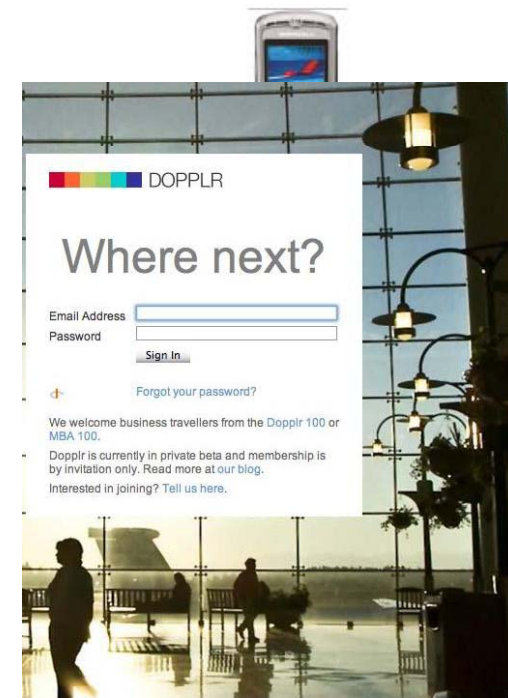 DOPPLR
Where next?
Email Address
Password
Sign In
Forgot your password?
We welcome business travellers from the Dopplr 100 or
MBA 100.
Dopplr is currently in private beta and membership is
by invitation only. Read more at our blog.
Interested in joining? Tell us here.